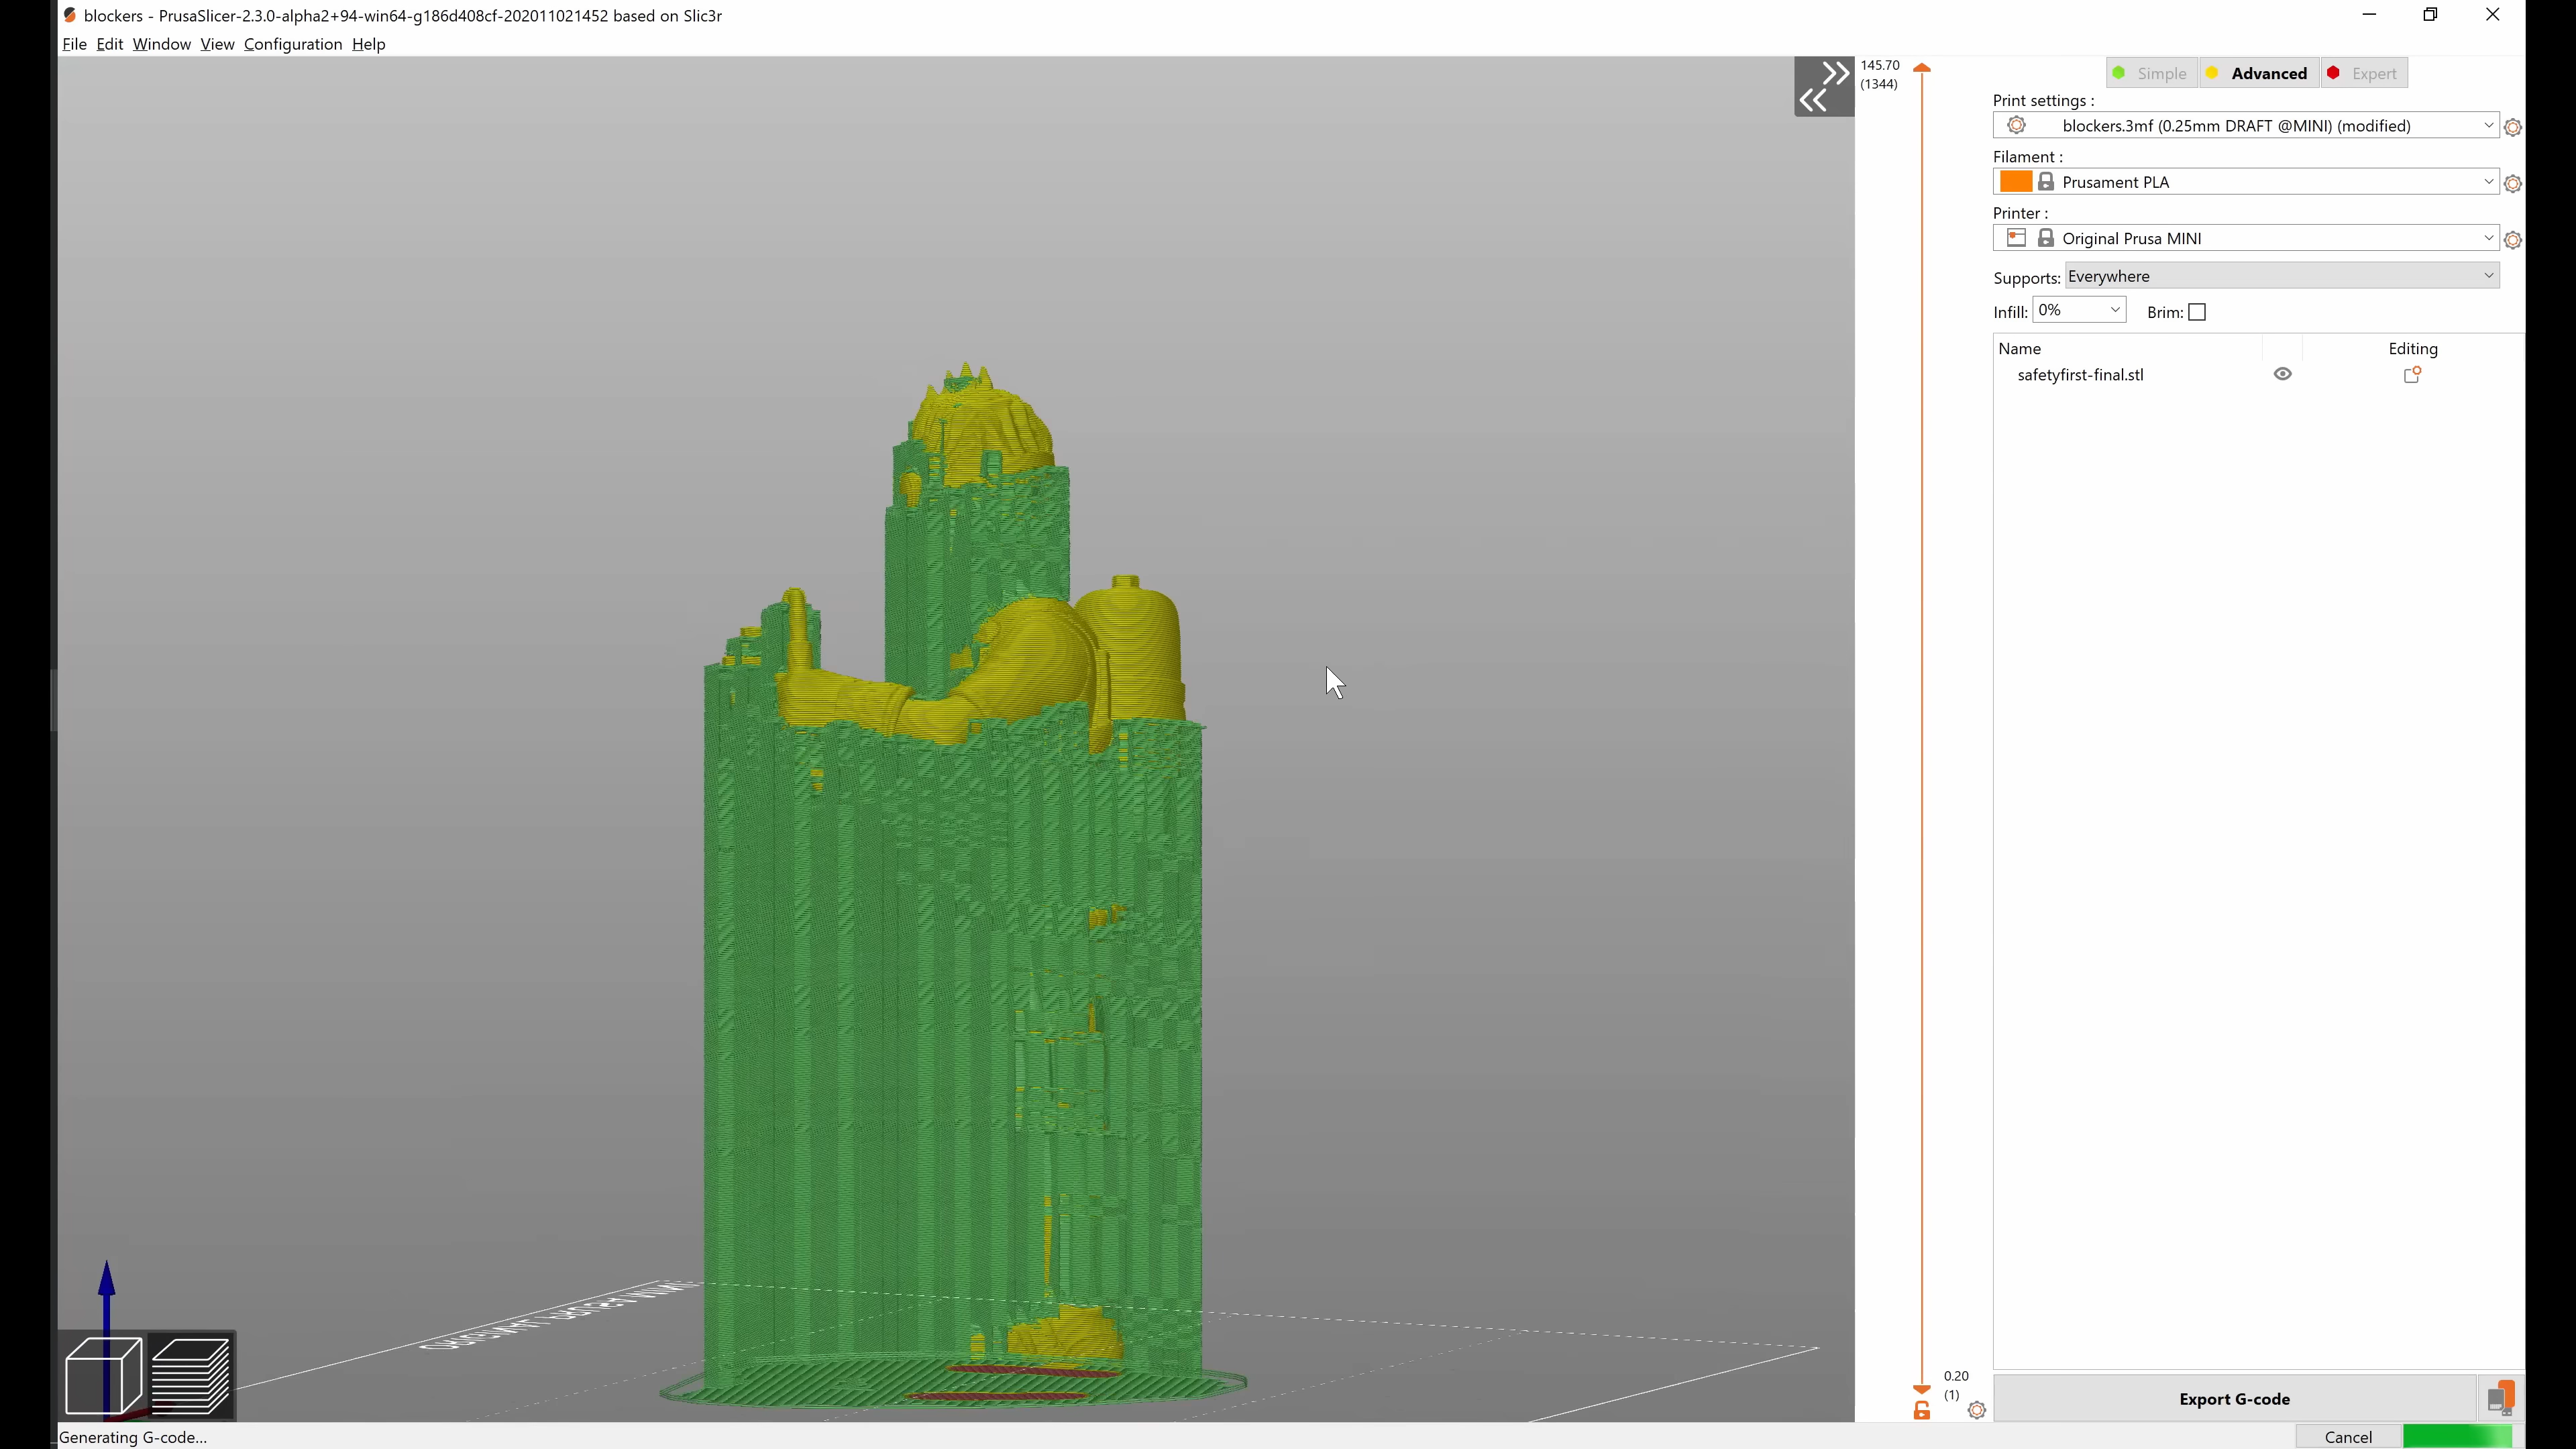 blockers - PrusaSlicer-2.3.0-alpha2+94-win64-g186d408cf-202011021452 based on Slic3r
File Edit Window View Configuration Help
145.70
(1344)
Simple Advanced Expert
Print settings :
blockers.3mf (0.25mm DRAFT @MINI) (modified)
Filament :
Prusament PLA
Printer :
Original Prusa MINI
Supports: Everywhere
Infill: 0% Brim:
Name Editing
safetyfirst-final.stl
0.20
(1)
Export G-code
Generating G-code... Cancel